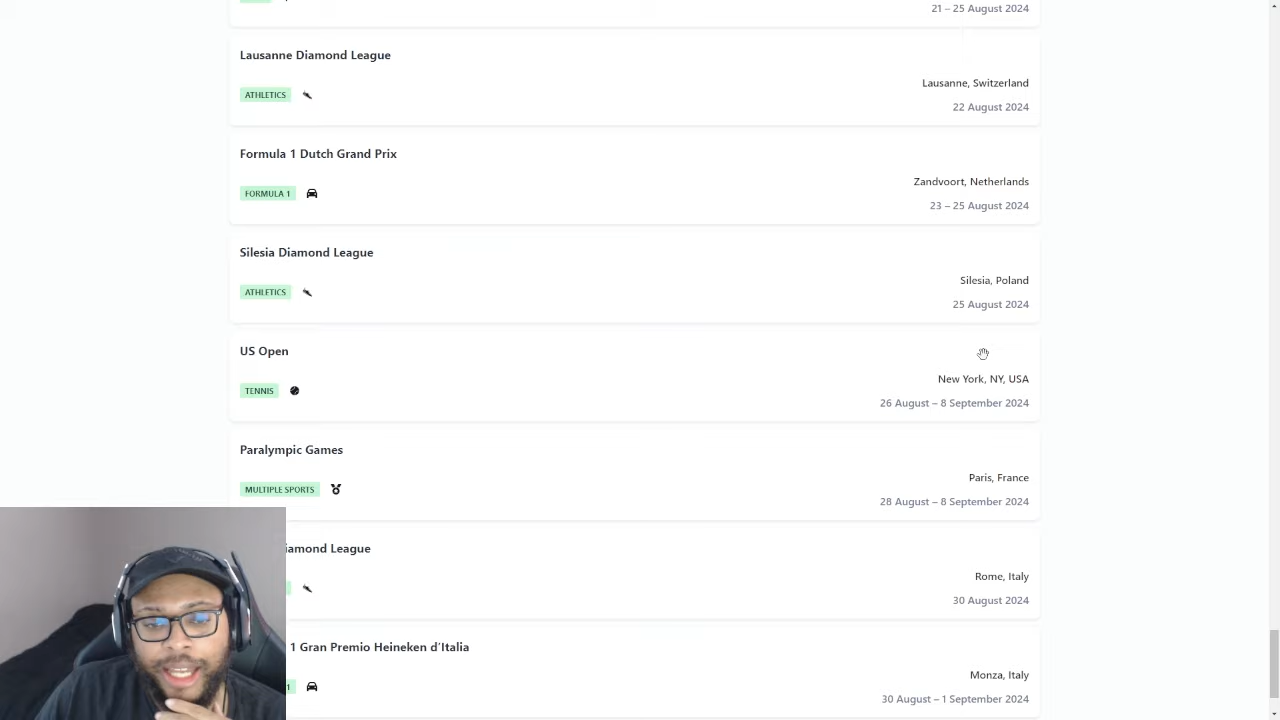 21 – 25 August 2024
Lausanne Diamond League
Lausanne, Switzerland
ATHLETICS
22 August 2024
Formula 1 Dutch Grand Prix
Zandvoort, Netherlands
FORMULA 1
23 – 25 August 2024
Silesia Diamond League
Silesia, Poland
ATHLETICS
25 August 2024
US Open
New York, NY, USA
TENNIS
26 August – 8 September 2024
Paralympic Games
Paris, France
MULTIPLE SPORTS
28 August – 8 September 2024
Diamond League
Rome, Italy
30 August 2024
1 Gran Premio Heineken d'Italia
Monza, Italy
1
30 August – 1 September 2024